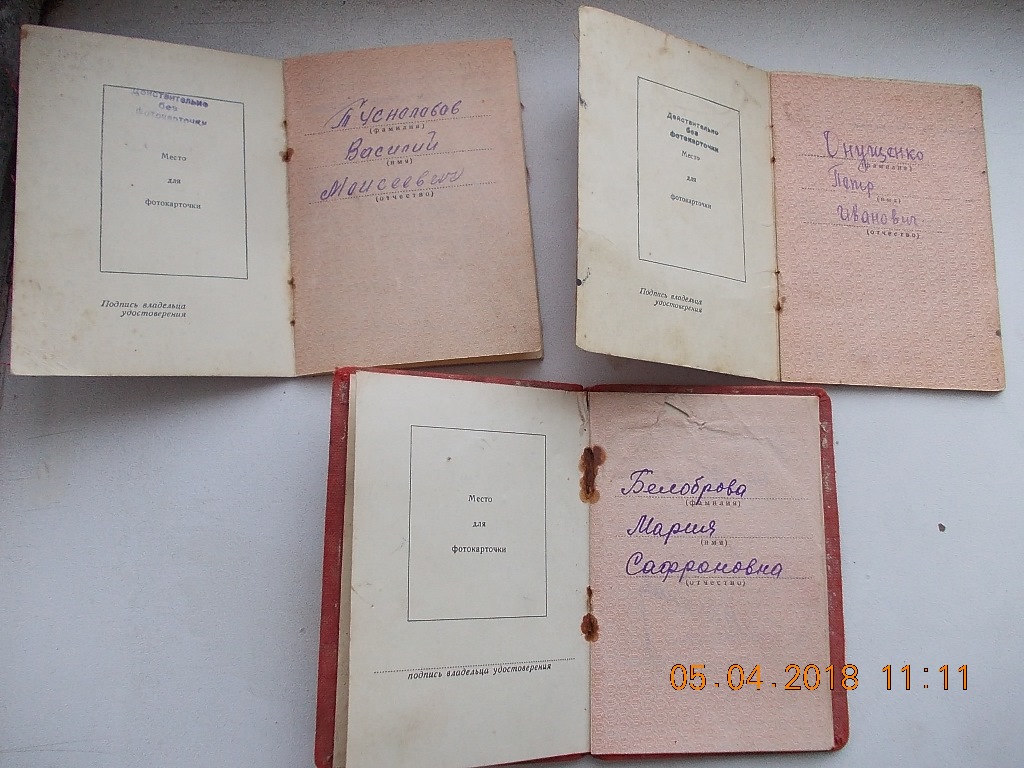 Действительно
без
фотокарточки
Место
для
фотокарточки
Подпись владельца
удостоверения
(фамилия)
Василий
(имя)
Моисеевич
(отчество)
Действительно
без
фотокарточки
Место
для
фотокарточки
Подпись владельца
удостоверения
(фамилия)
Петр
(имя)
Иванович
(отчество)
Место
для
фотокарточки
подпись владельца удостоверения
Белоброва
(фамилия)
Мария
(имя)
Сафроновна
(отчество)
05.04.2018 11:11